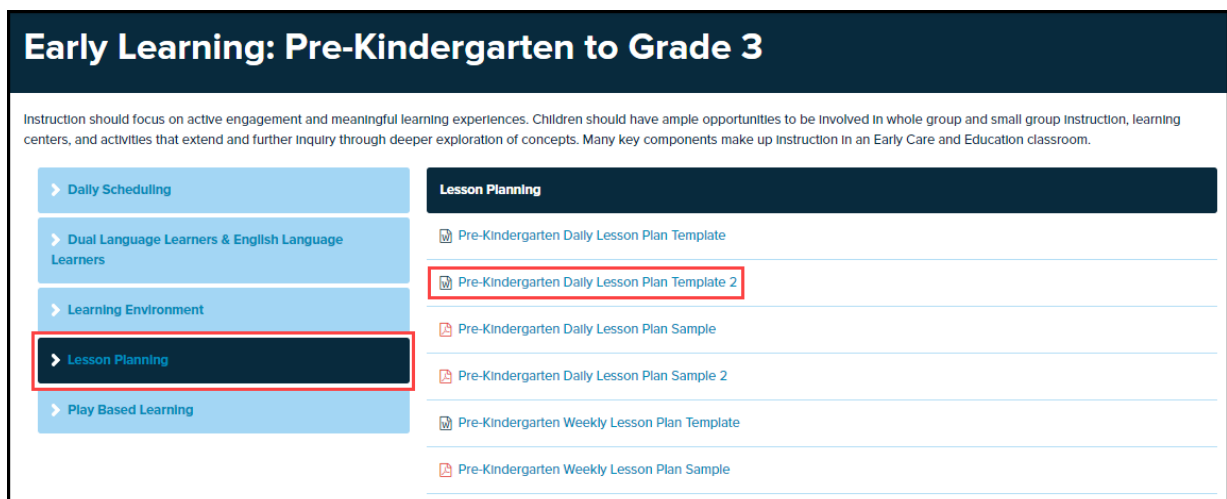 Early Learning: Pre-Kindergarten to Grade 3
Instruction should focus on active engagement and meaningful learning experiences. Children should have ample opportunities to be involved in whole group and small group instruction, learning
centers, and activities that extend and further inquiry through deeper exploration of concepts. Many key components make up instruction in an Early Care and Education classroom.
Daily Scheduling
Dual Language Learners & English Language
Learners
Learning Environment
Lesson Planning
Play Based Learning
Lesson Planning
Pre-Kindergarten Daily Lesson Plan Template
Pre-Kindergarten Daily Lesson Plan Template 2
Pre-Kindergarten Daily Lesson Plan Sample
Pre-Kindergarten Daily Lesson Plan Sample 2
Pre-Kindergarten Weekly Lesson Plan Template
Pre-Kindergarten Weekly Lesson Plan Sample